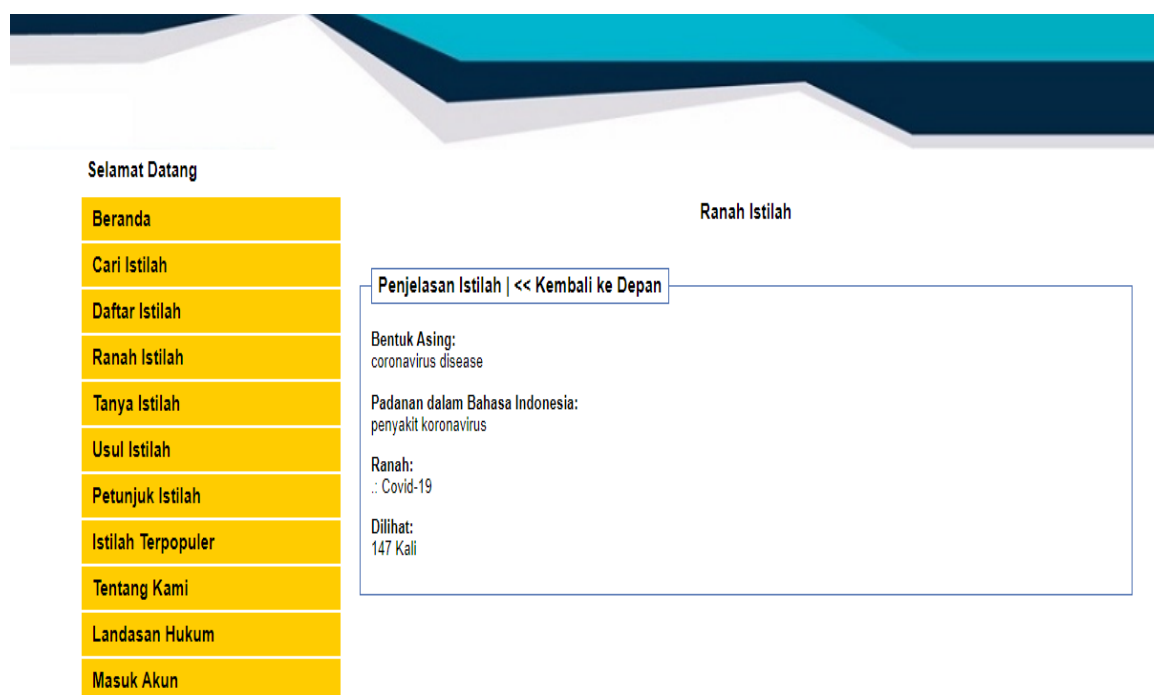 Selamat Datang
Beranda
Cari Istilah
Daftar Istilah
Ranah Istilah
Tanya Istilah
Usul Istilah
Petunjuk Istilah
Istilah Terpopuler
Tentang Kami
Landasan Hukum
Masuk Akun
Ranah Istilah
Penjelasan Istilah | << Kembali ke Depan
Bentuk Asing:
coronavirus disease
Padanan dalam Bahasa Indonesia:
penyakit koronavirus
Ranah:
.: Covid-19
Dilihat:
147 Kali